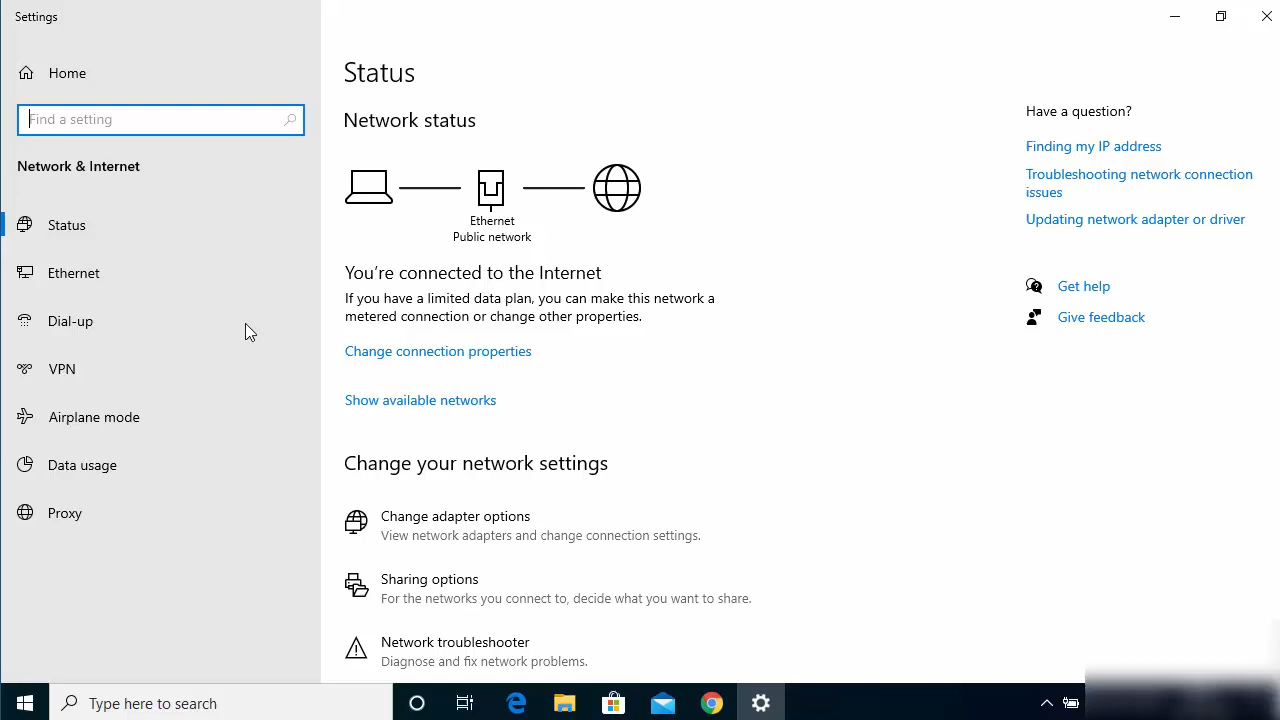 Settings
Home
Find a setting
Network & Internet
Status
Ethernet
Dial-up
VPN
Airplane mode
Data usage
Proxy
Status
Network status
Ethernet
Public network
You're connected to the Internet
If you have a limited data plan, you can make this network a
metered connection or change other properties.
Change connection properties
Show available networks
Change your network settings
Change adapter options
View network adapters and change connection settings.
Sharing options
For the networks you connect to, decide what you want to share.
Network troubleshooter
Diagnose and fix network problems.
Have a question?
Finding my IP address
Troubleshooting network connection
issues
Updating network adapter or driver
Get help
Give feedback
Type here to search